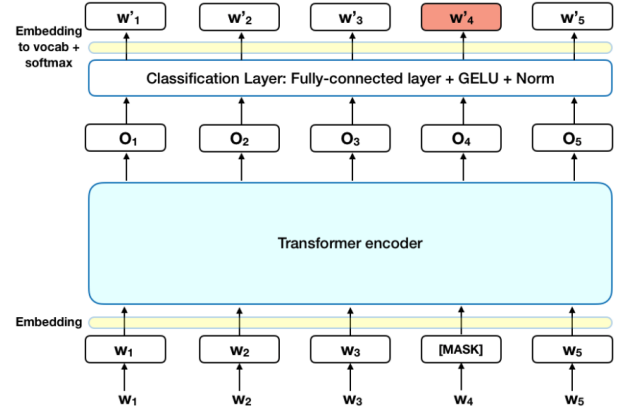 w'1 w'2 w'3 w'4 w'5
Embedding
to vocab +
softmax
Classification Layer: Fully-connected layer + GELU + Norm
O1 O2 O3 O4 O5
Transformer encoder
Embedding
w1 w2 w3 [MASK] w5
w1 w2 w3 w4 w5